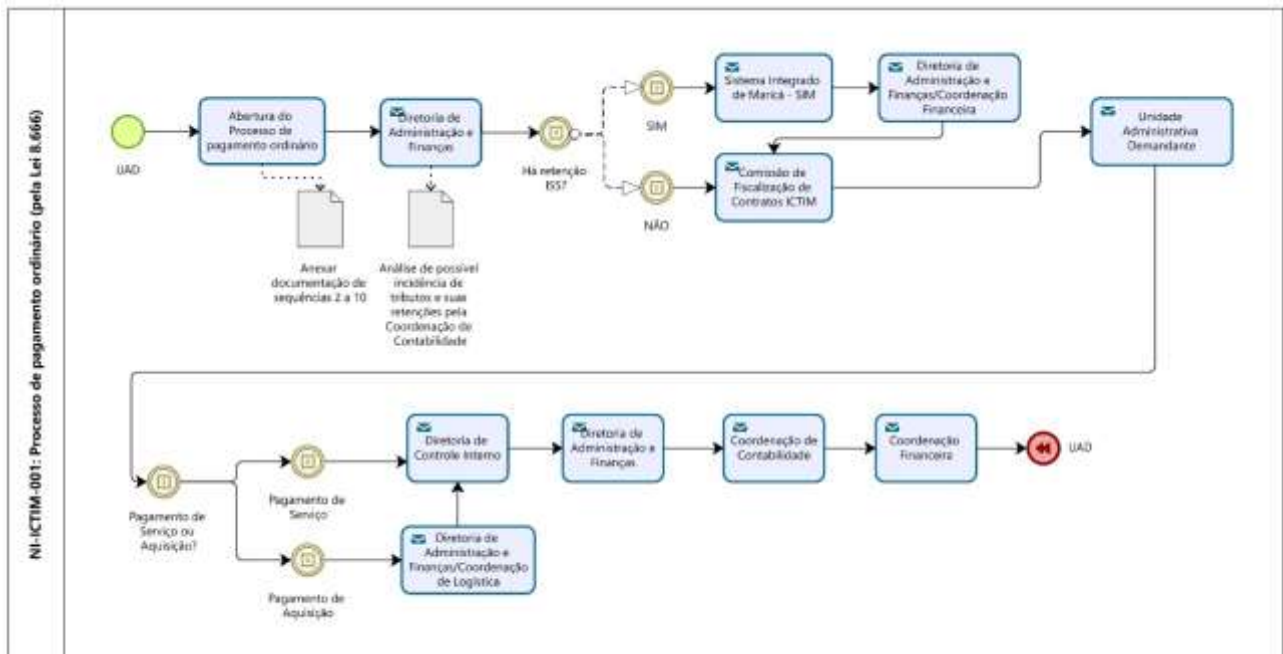 NI-ICTIM-001: Processo de pagamento ordinário (pela Lei 8.666)
UAD
Abertura do
Processo de
pagamento ordinário
Anexar
documentação de
sequências 2 a 10
Diretoria de
Administração e
Finanças
Análise de possível
incidência de
tributos e suas
retenções pela
Coordenação de
Contabilidade
Há retenção
ISS?
SIM
NÃO
Sistema Integrado
de Maricá - SIM
Diretoria de
Administração e
Finanças/Coordenação
Financeira
Comissão de
Fiscalização de
Contratos ICTIM
Unidade
Administrativa
Demandante
Pagamento de
Serviço ou
Aquisição?
Pagamento de
Serviço
Pagamento de
Aquisição
Diretoria de
Controle Interno
Diretoria de
Administração e
Finanças/Coordenação
de Logística
Diretoria de
Administração e
Finanças
Coordenação de
Contabilidade
Coordenação
Financeira
UAD